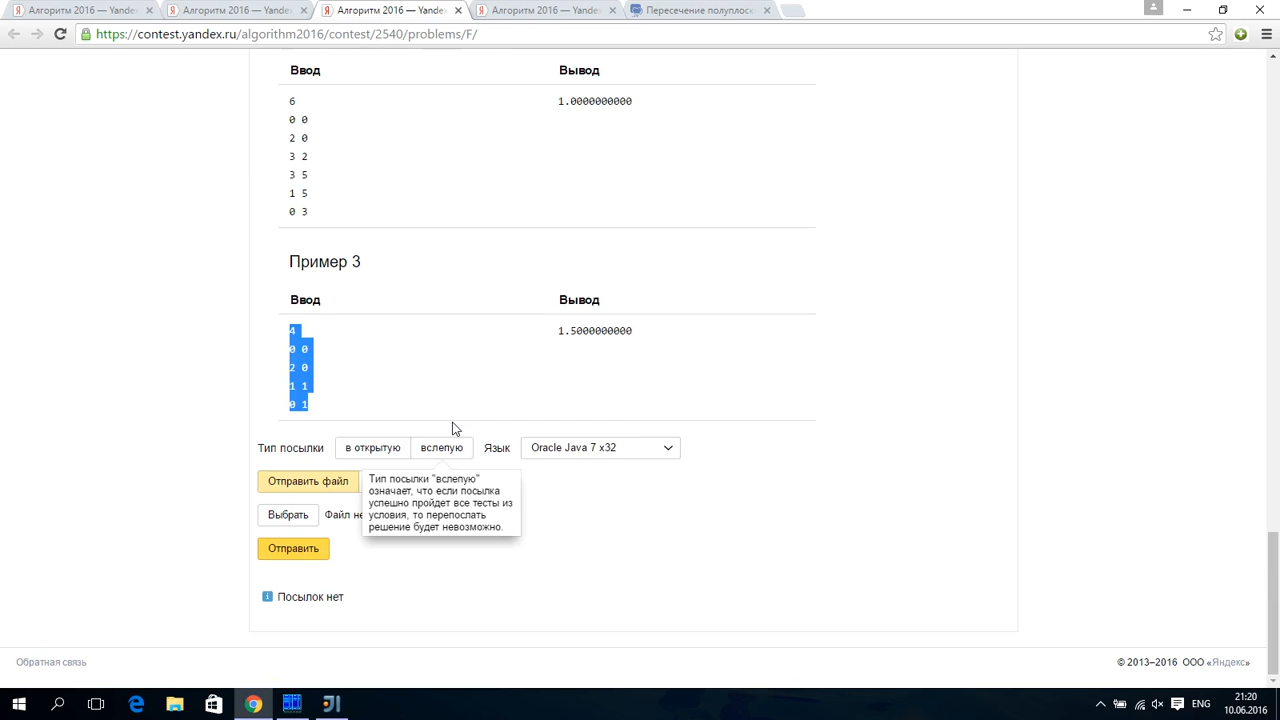 Алгоритм 2016 — Yande
Алгоритм 2016 — Yande
Алгоритм 2016 — Yande
Алгоритм 2016 — Yande
Пересечение полуплоск
https://contest.yandex.ru/algorithm2016/contest/2540/problems/F/
Ввод Вывод
6 1.0000000000
0 0
2 0
3 2
3 5
1 5
0 3
Пример 3
Ввод Вывод
4 1.5000000000
0 0
2 0
1 1
0 1
Тип посылки в открытую вслепую Язык Oracle Java 7 x32
Отправить файл
Тип посылки "вслепую"
означает, что если посылка
успешно пройдет все тесты из
условия, то перепослать
решение будет невозможно.
Выбрать Файл не
Отправить
Посылок нет
Обратная связь © 2013–2016 ООО «Яндекс»
ENG
21:20
10.06.2016